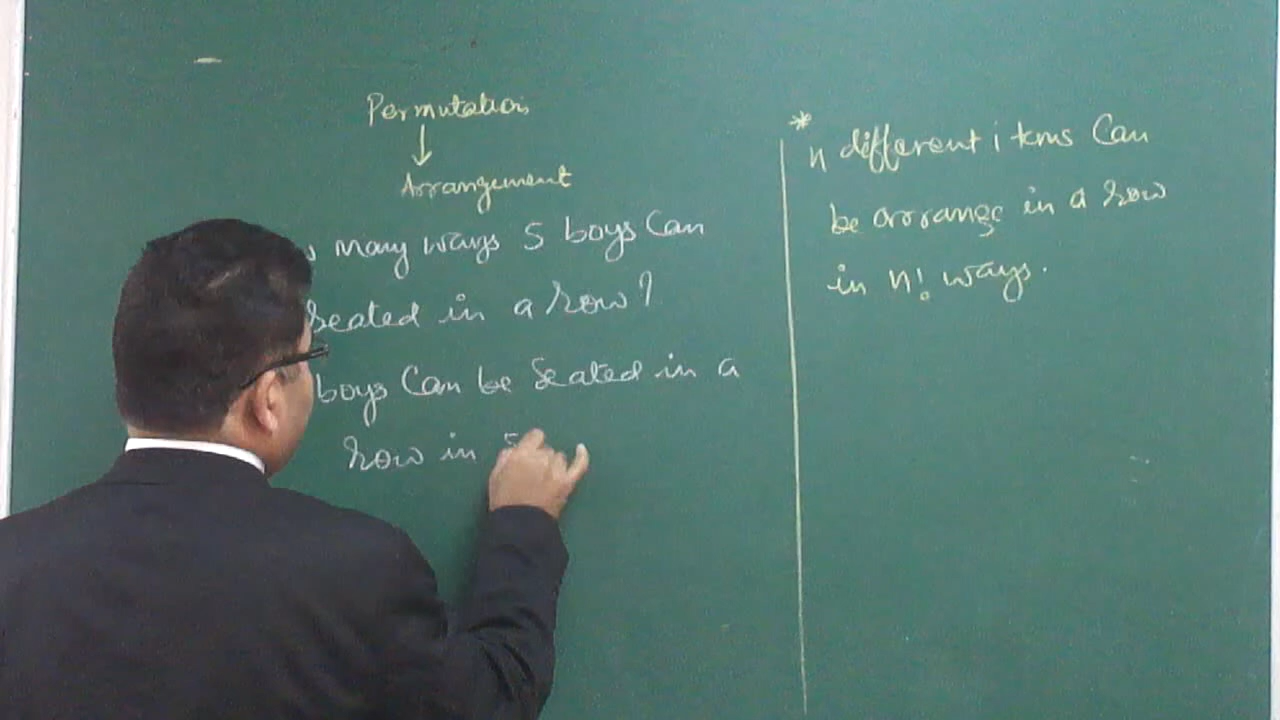 Permutation
Arrangement
many ways 5 boys Can
Seated in a row?
boys Can be Seated in a
row in 5
*
n different items Can
be arrange in a row
in n! ways.